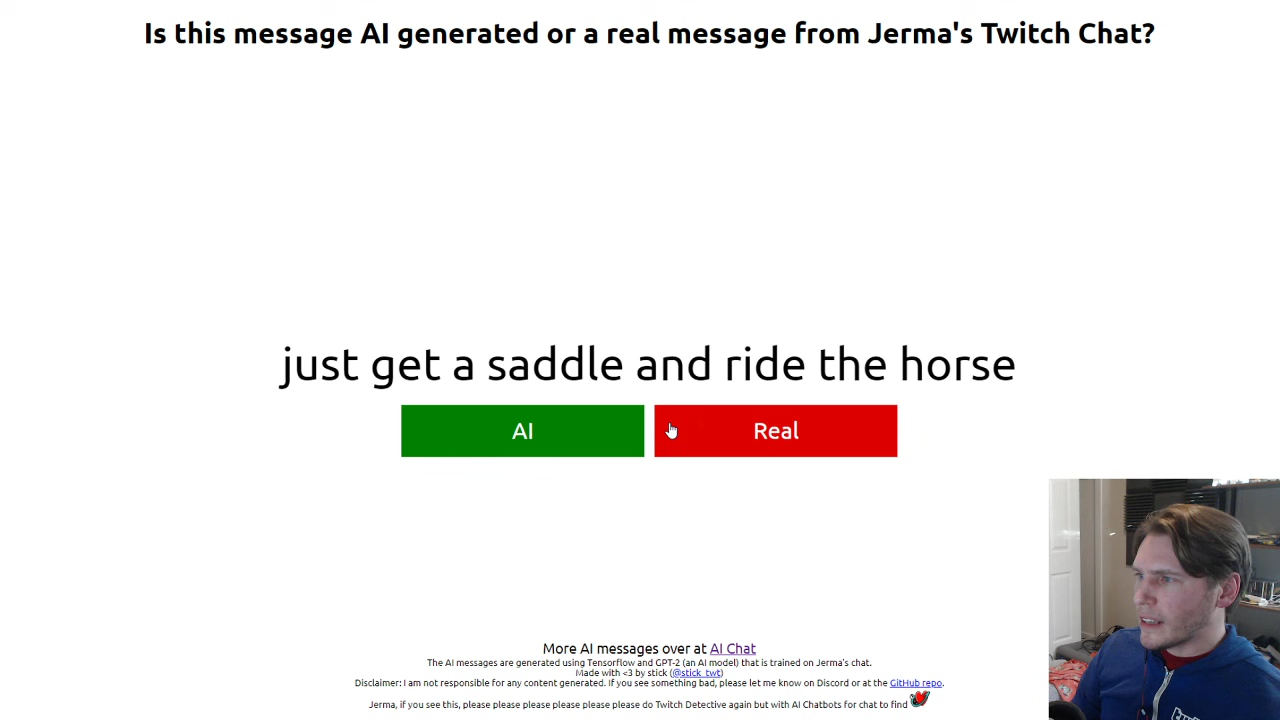 Is this message AI generated or a real message from Jerma's Twitch Chat?
just get a saddle and ride the horse
AI
Real
More AI messages over at AI Chat
The AI messages are generated using Tensorflow and GPT-2 (an AI model) that is trained on Jerma's chat.
Made with <3 by stick (@stick_twt)
Disclaimer: I am not responsible for any content generated. If you see something bad, please let me know on Discord or at the GitHub repo.
Jerma, if you see this, please please please please please please do Twitch Detective again but with AI Chatbots for chat to find